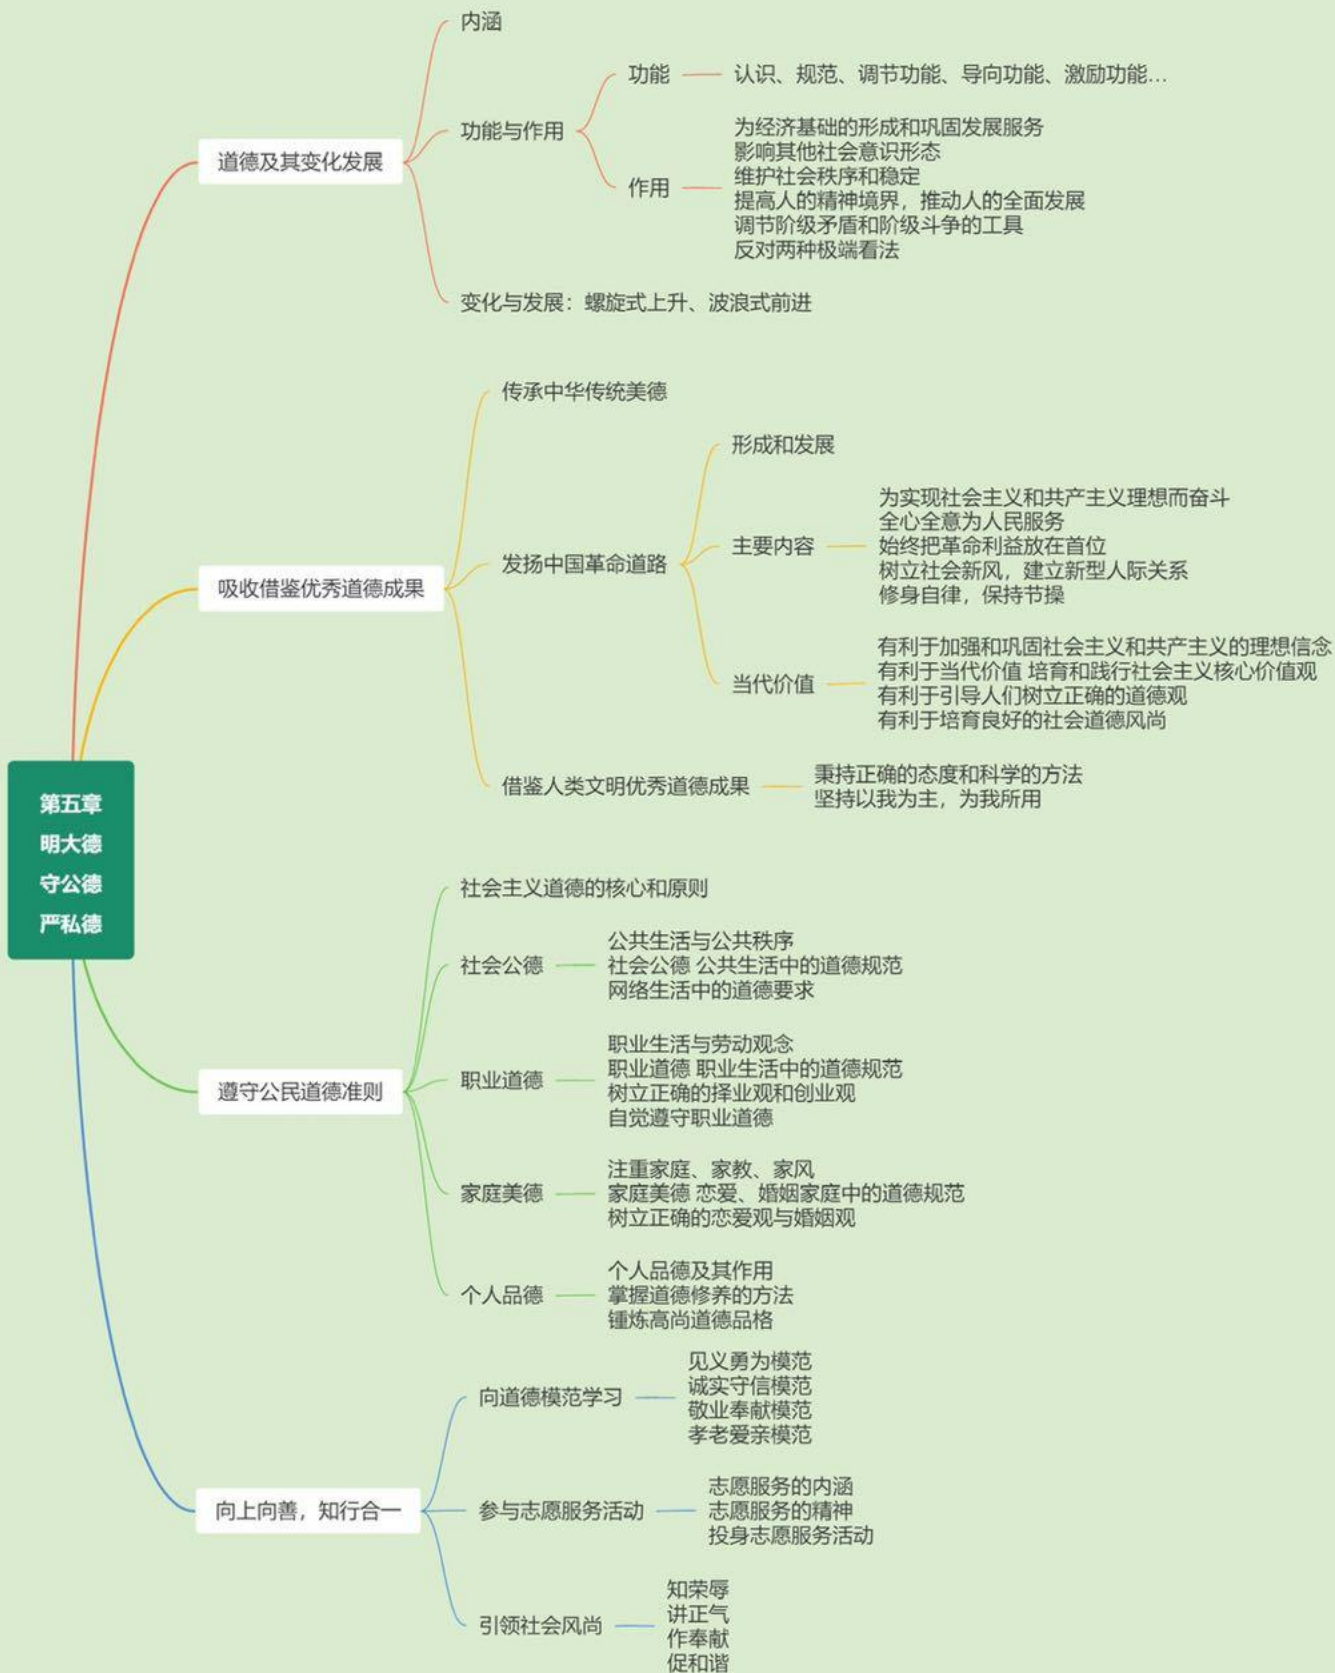 第五章
明大德
守公德
严私德
道德及其变化发展
内涵
功能与作用
功能
认识、规范、调节功能、导向功能、激励功能...
作用
为经济基础的形成和巩固发展服务
影响其他社会意识形态
维护社会秩序和稳定
提高人的精神境界，推动人的全面发展
调节阶级矛盾和阶级斗争的工具
反对两种极端看法
变化与发展：螺旋式上升、波浪式前进
吸收借鉴优秀道德成果
传承中华传统美德
发扬中国革命道路
形成和发展
主要内容
为实现社会主义和共产主义理想而奋斗
全心全意为人民服务
始终把革命利益放在首位
树立社会新风，建立新型人际关系
修身自律，保持节操
当代价值
有利于加强和巩固社会主义和共产主义的理想信念
有利于当代价值 培育和践行社会主义核心价值观
有利于引导人们树立正确的道德观
有利于培育良好的社会道德风尚
借鉴人类文明优秀道德成果
秉持正确的态度和科学的方法
坚持以我为主，为我所用
遵守公民道德准则
社会主义道德的核心和原则
社会公德
公共生活与公共秩序
社会公德 公共生活中的道德规范
网络生活中的道德要求
职业道德
职业生活与劳动观念
职业道德 职业生活中的道德规范
树立正确的择业观和创业观
自觉遵守职业道德
家庭美德
注重家庭、家教、家风
家庭美德 恋爱、婚姻家庭中的道德规范
树立正确的恋爱观与婚姻观
个人品德
个人品德及其作用
掌握道德修养的方法
锤炼高尚道德品格
向上向善，知行合一
向道德模范学习
见义勇为模范
诚实守信模范
敬业奉献模范
孝老爱亲模范
参与志愿服务活动
志愿服务的内涵
志愿服务的精神
投身志愿服务活动
引领社会风尚
知荣辱
讲正气
作奉献
促和谐